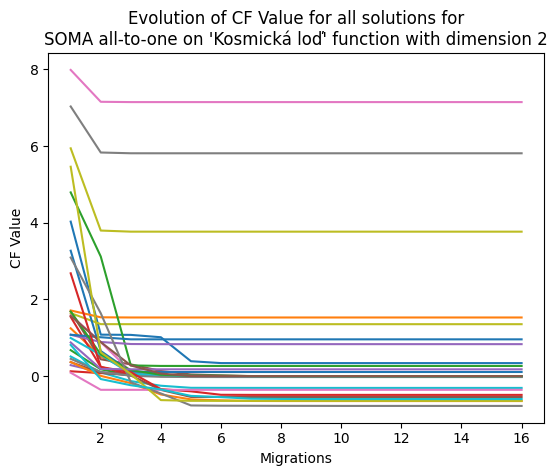 Evolution of CF Value for all solutions for
SOMA all-to-one on 'Kosmická loď' function with dimension 2
CF Value
8
6
4
2
0
2 4 6 8 10 12 14 16
Migrations